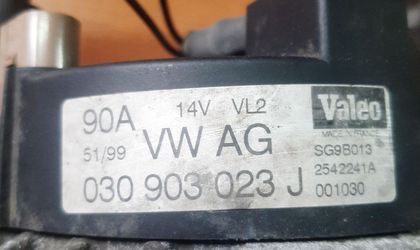 90A 14V VL2 Valeo
MADE IN FRANCE
51/99 VW AG SG9B013
2542241A
030 903 023 J 001030